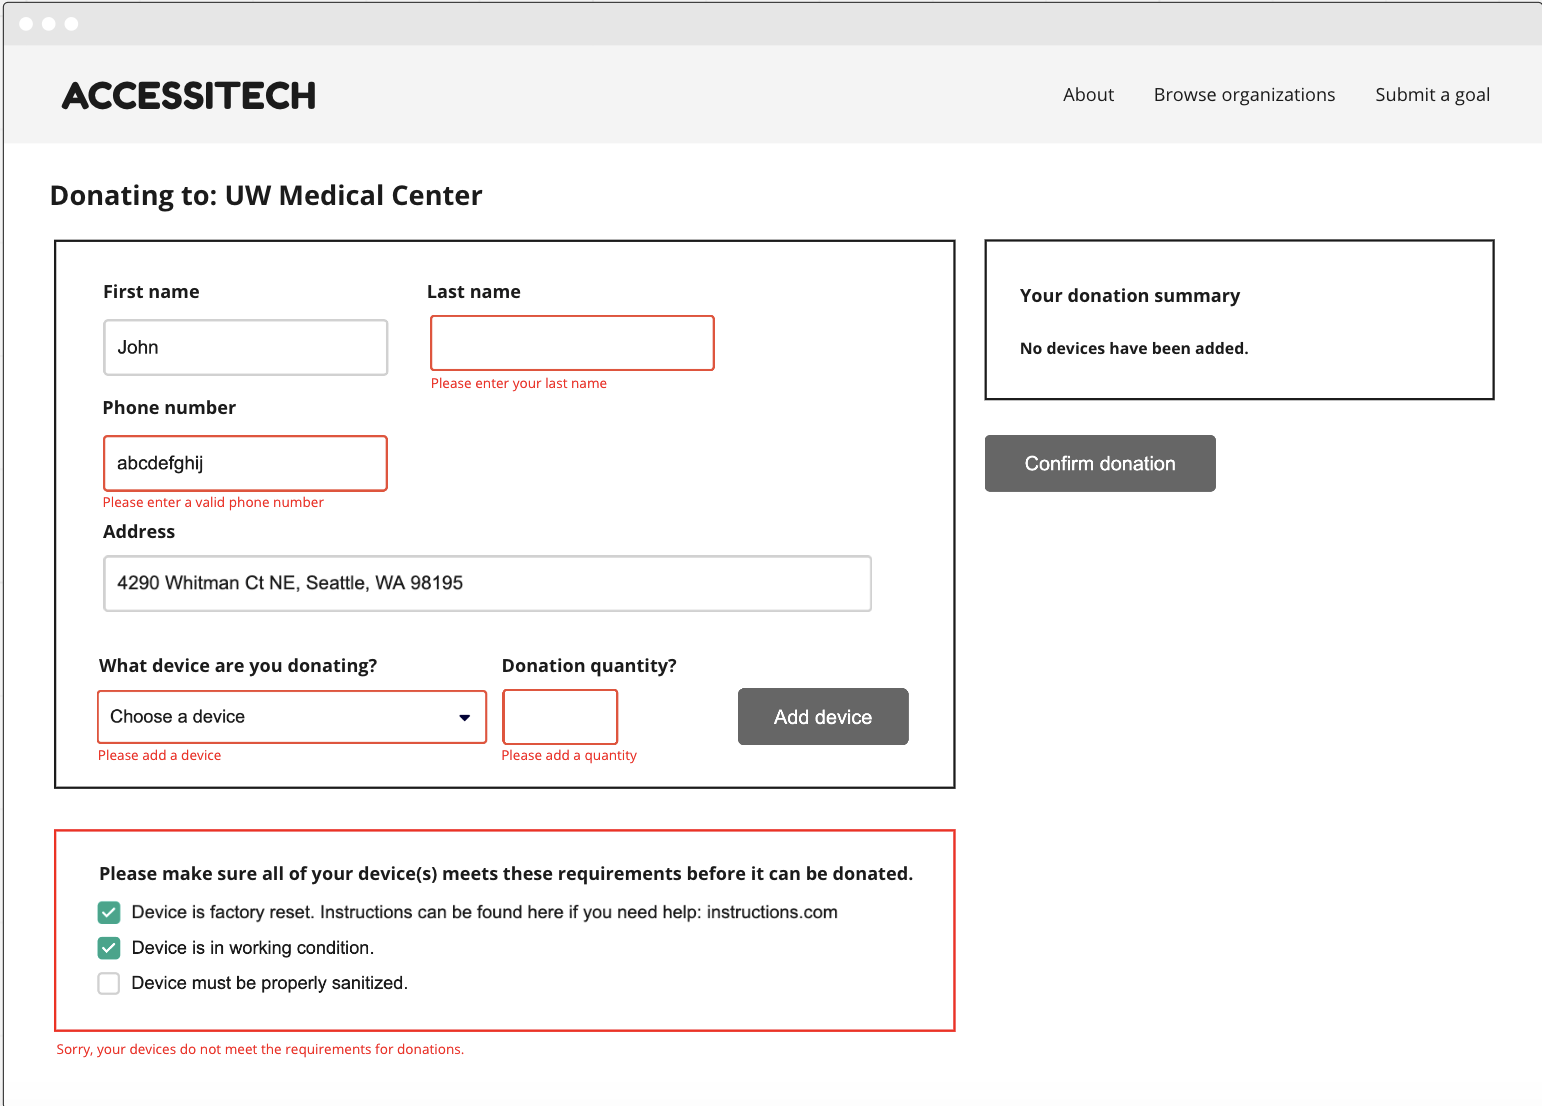 ACCESSITECH
About
Browse organizations
Submit a goal
Donating to: UW Medical Center
First name
Last name
John
Please enter your last name
Phone number
abcdefghij
Please enter a valid phone number
Address
4290 Whitman Ct NE, Seattle, WA 98195
What device are you donating?
Donation quantity?
Choose a device
Add device
Please add a device
Please add a quantity
Your donation summary
No devices have been added.
Confirm donation
Please make sure all of your device(s) meets these requirements before it can be donated.
Device is factory reset. Instructions can be found here if you need help: instructions.com
Device is in working condition.
Device must be properly sanitized.
Sorry, your devices do not meet the requirements for donations.